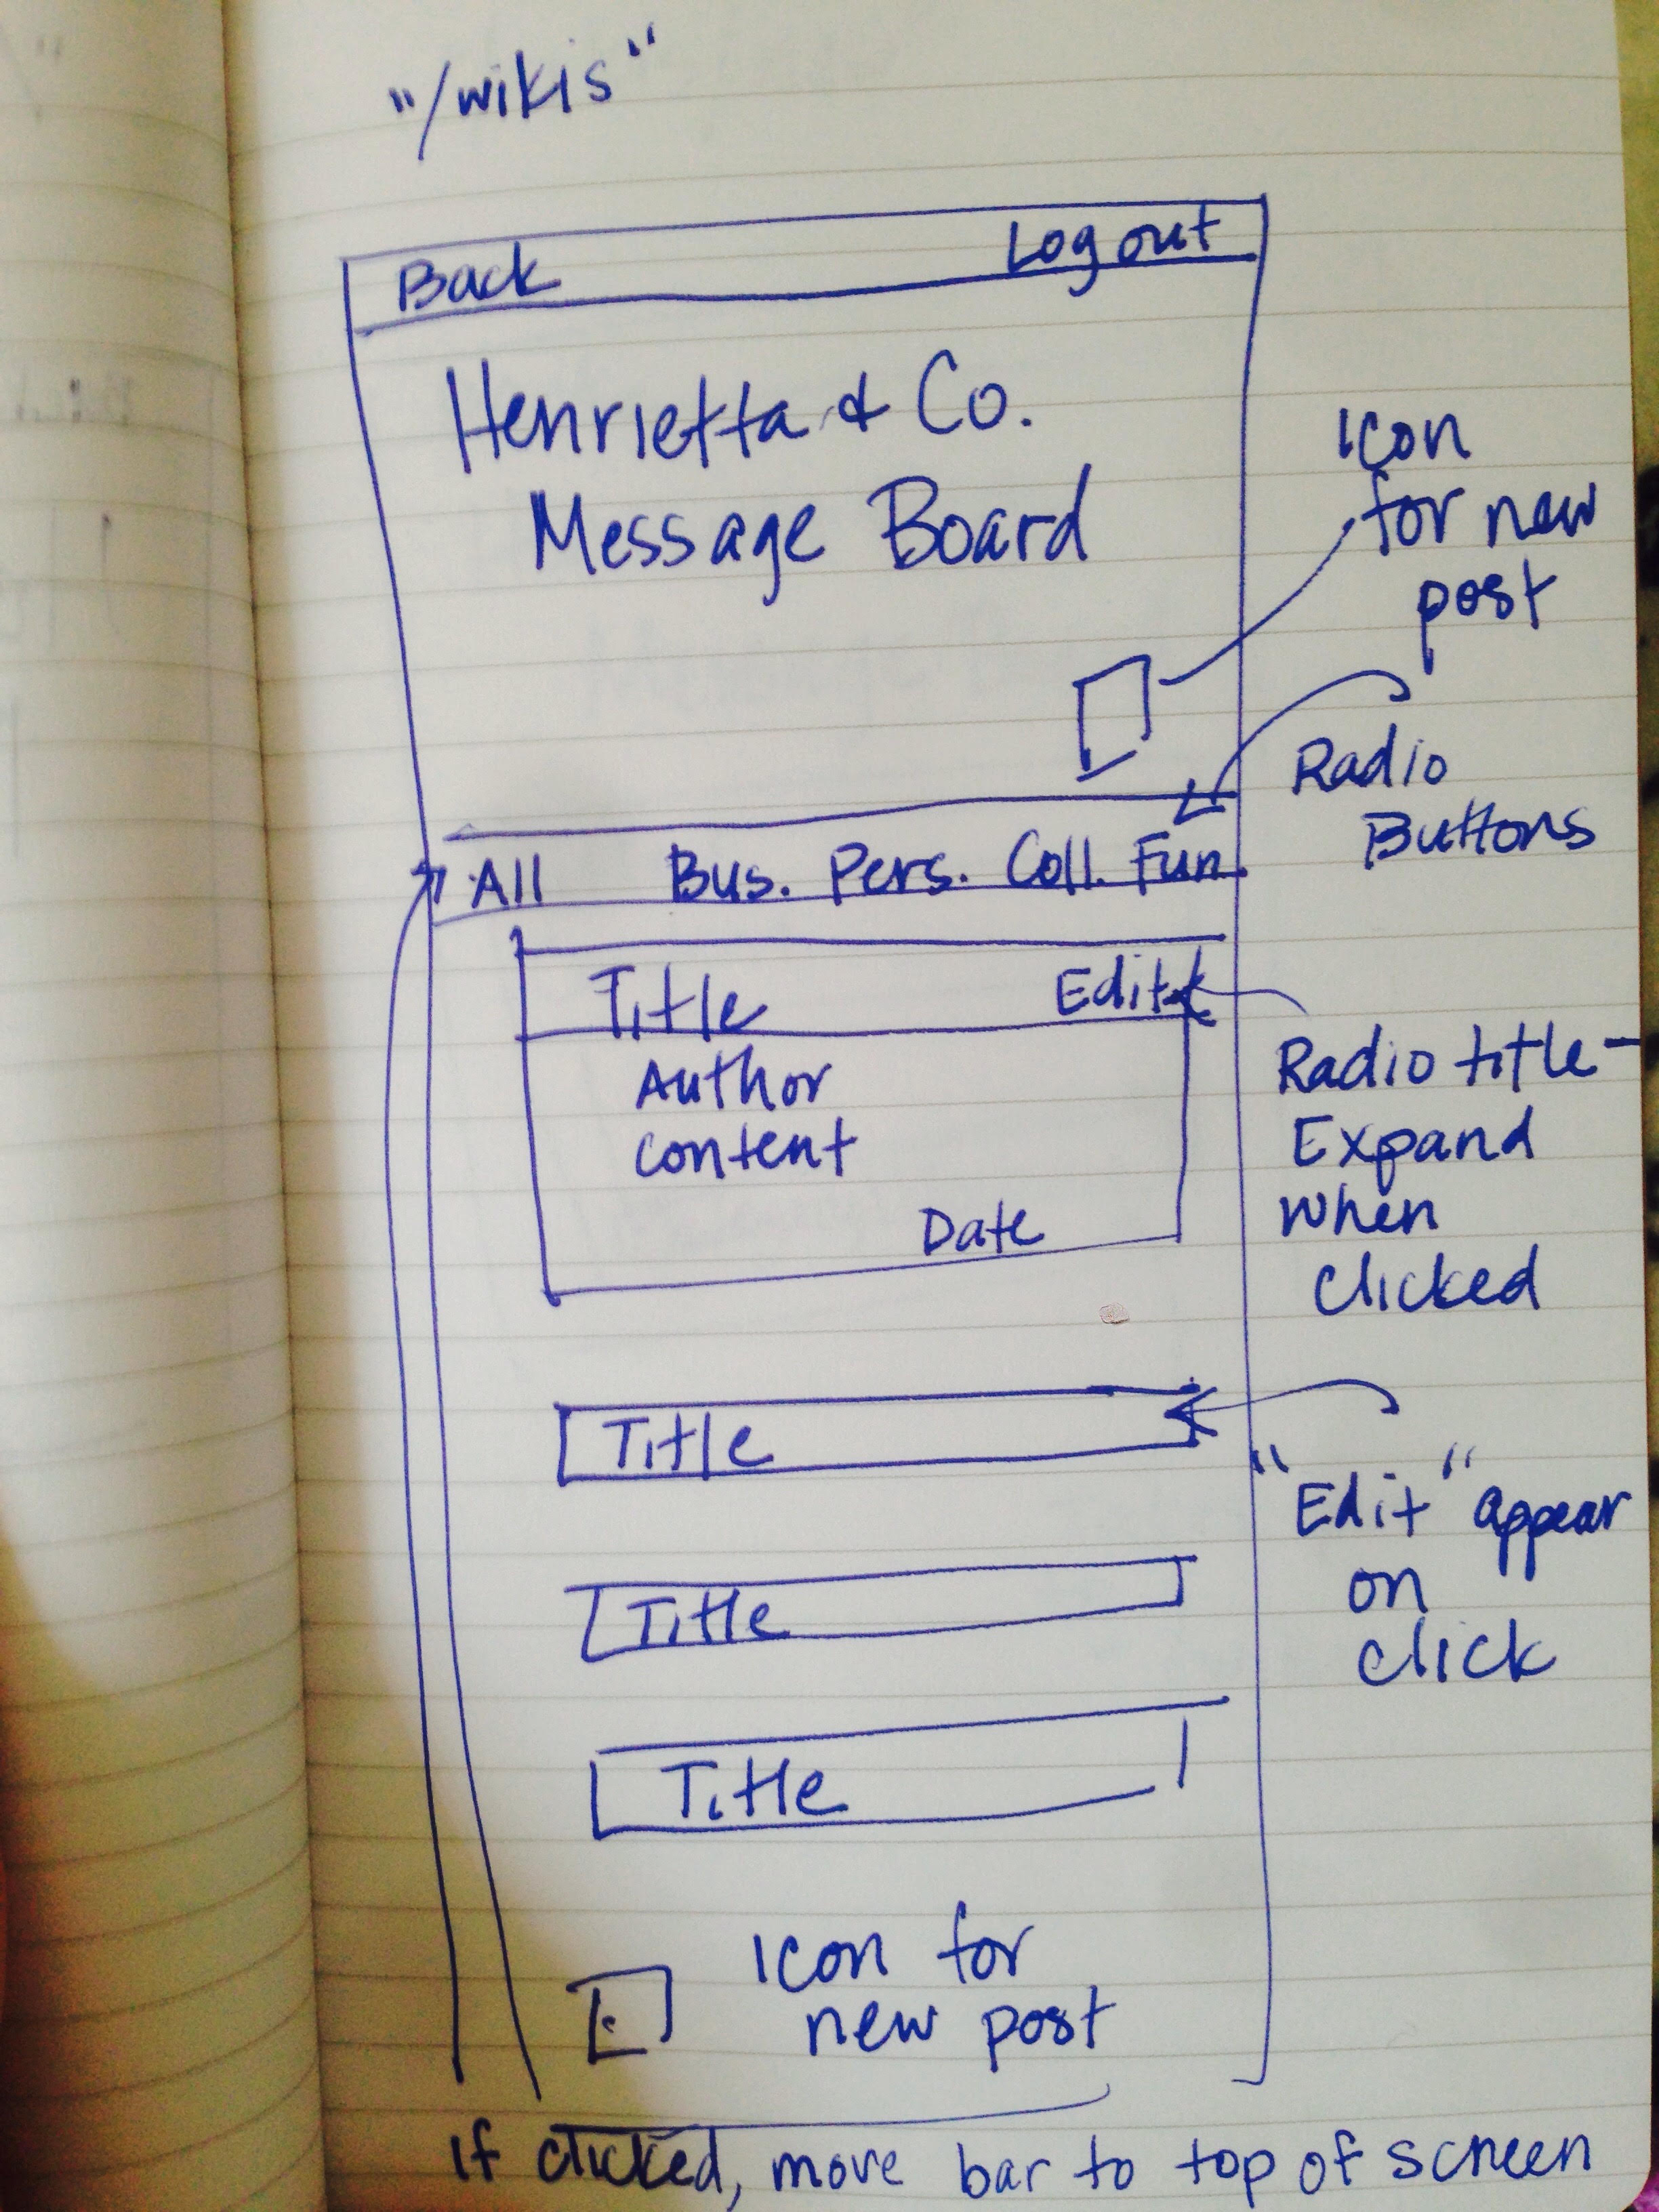 "/wikis"
Back Log out
Henrietta & Co.
Message Board
Icon
for new
post
Radio
Buttons
All Bus. Pers. Coll. Fun
Title Edit
Author
content
Date
Radio title -
Expand
when
clicked
Title
"Edit" appear
on
click
Title
Title
Icon for
new post
If clicked, move bar to top of screen